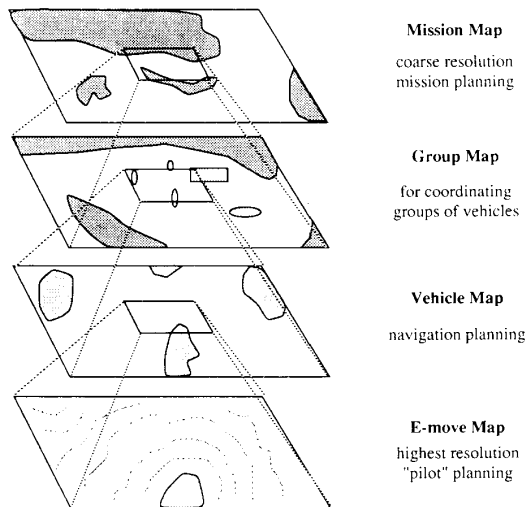 Mission Map
coarse resolution
mission planning
Group Map
for coordinating
groups of vehicles
Vehicle Map
navigation planning
E-move Map
highest resolution
"pilot" planning